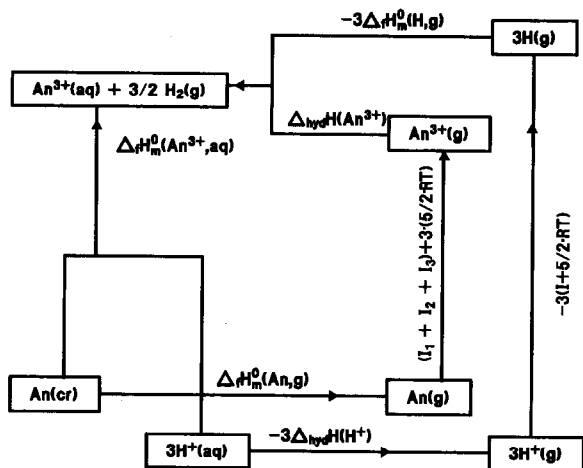 −3ΔfH⁰m(H,g)
3H(g)
An³⁺(aq) + 3/2 H₂(g)
ΔhydH(An³⁺)
An³⁺(g)
ΔfH⁰m(An³⁺,aq)
(I₁ + I₂ + I₃)+3·(5/2·RT)
−3(I+5/2·RT)
An(cr)
ΔfH⁰m(An,g)
An(g)
3H⁺(aq)
−3ΔhydH(H⁺)
3H⁺(g)